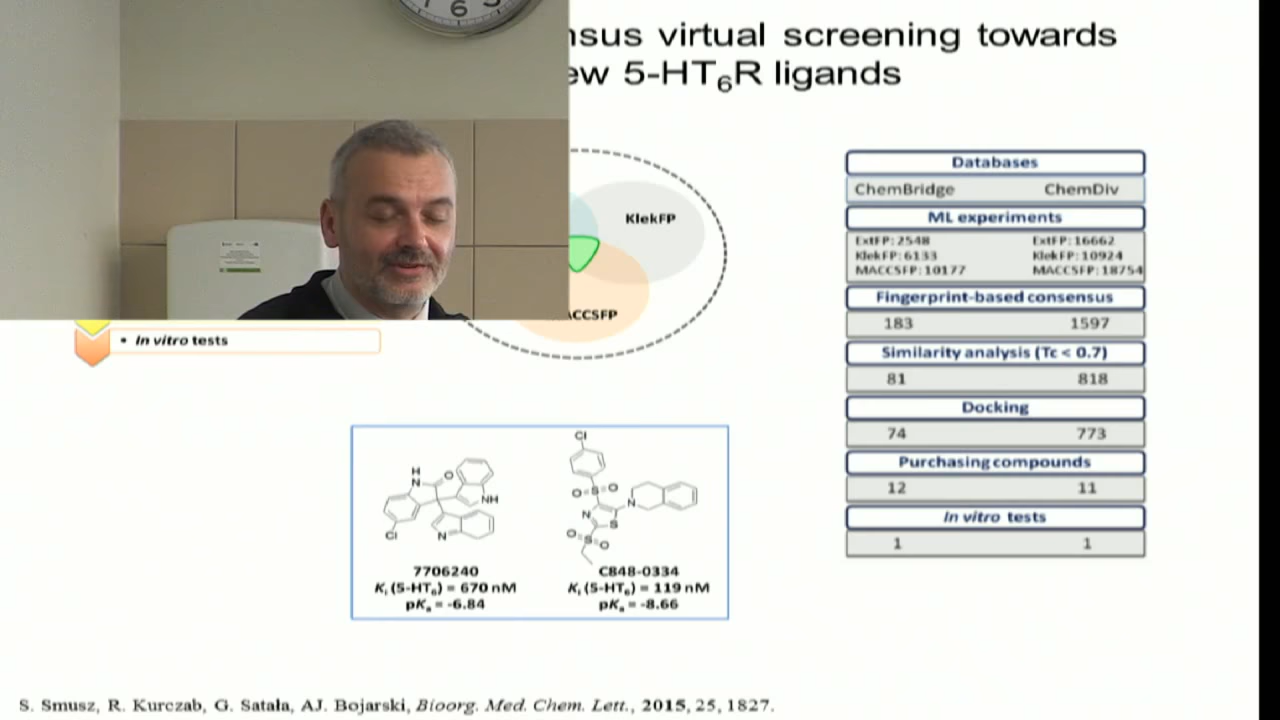 nsus virtual screening towards
ew 5-HT6R ligands
KlekFP
ACCSFP
• In vitro tests
Databases
ChemBridge ChemDiv
ML experiments
ExtFP: 2548 ExtFP: 16662
KlekFP: 6133 KlekFP: 10924
MACCSFP: 10177 MACCSFP: 18754
Fingerprint-based consensus
183 1597
Similarity analysis (Tc < 0.7)
81 818
Docking
74 773
Purchasing compounds
12 11
In vitro tests
1 1
7706240
Ki (5-HT6) = 670 nM
pKa = -6.84
C848-0334
Ki (5-HT6) = 119 nM
pKa = -8.66
S. Smusz, R. Kurczab, G. Satała, AJ. Bojarski, Bioorg. Med. Chem. Lett., 2015, 25, 1827.